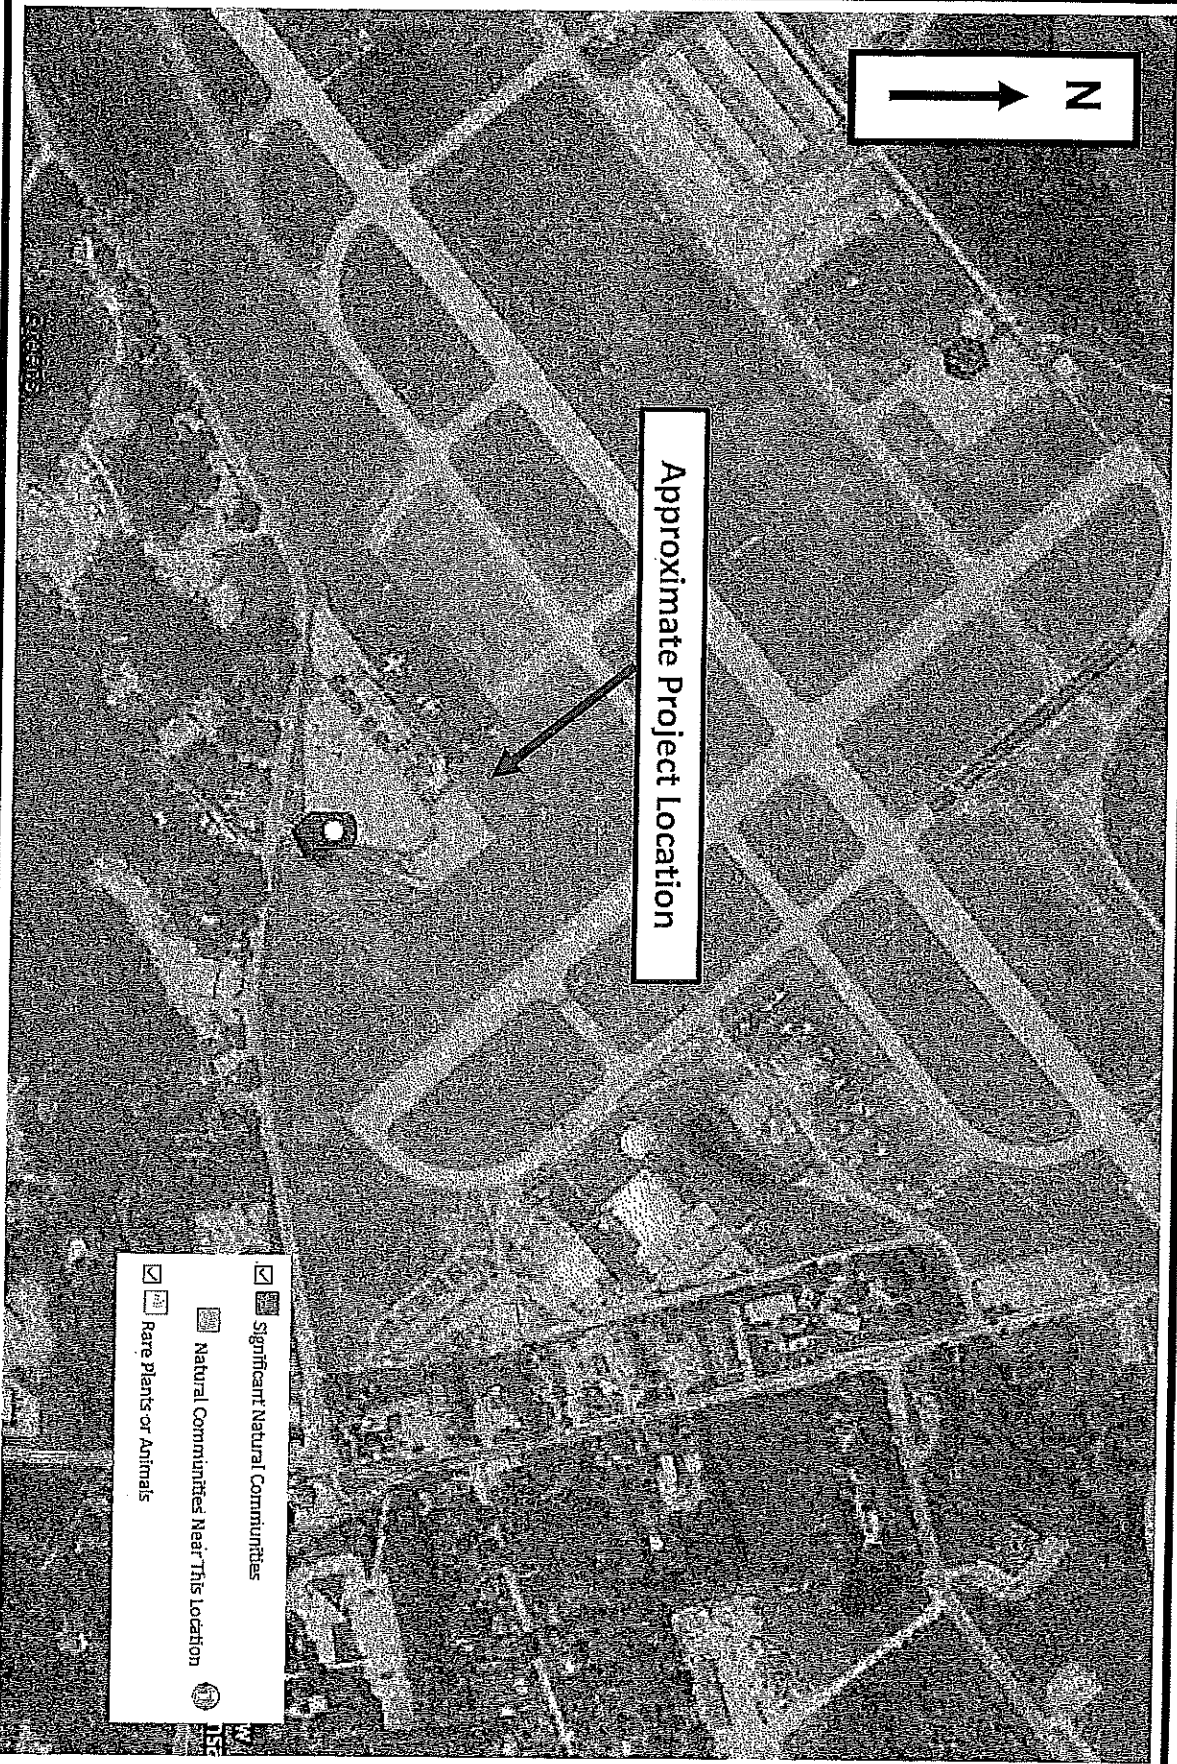 N
Approximate Project Location
Significant Natural Communities
Natural Communities Near This Location
Rare Plants or Animals